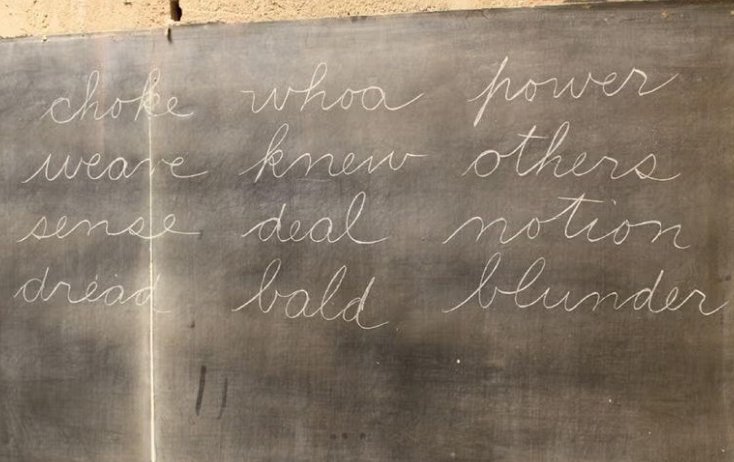 choke whoa power
weave knew others
sense deal notion
dread bald blunder